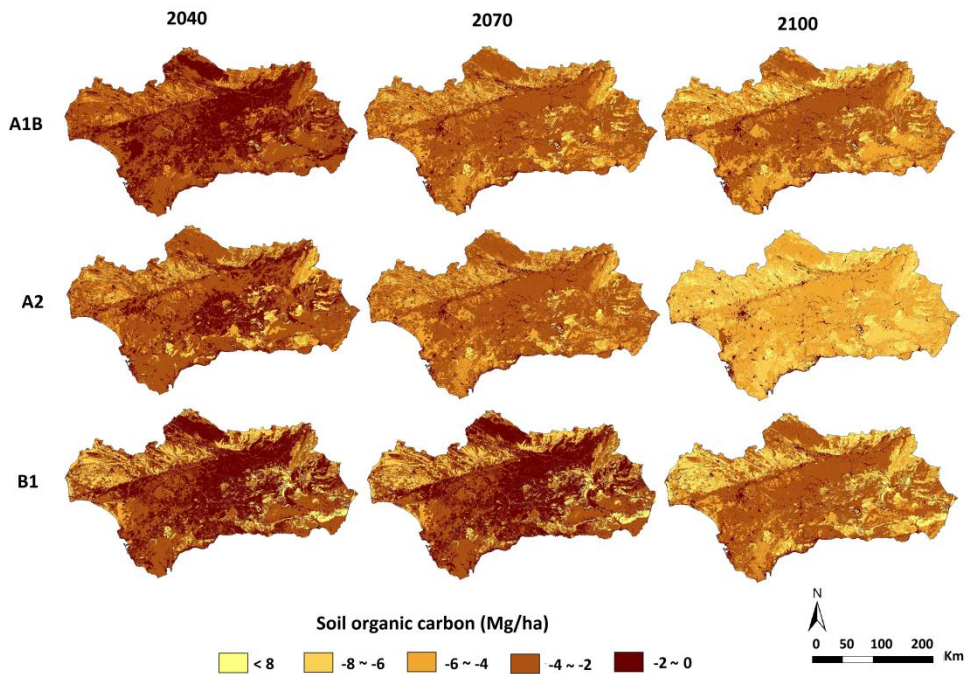 2040 2070 2100
A1B
A2
B1
N
Soil organic carbon (Mg/ha)
0 50 100 200
Km
< 8 -8 ~ -6 -6 ~ -4 -4 ~ -2 -2 ~ 0